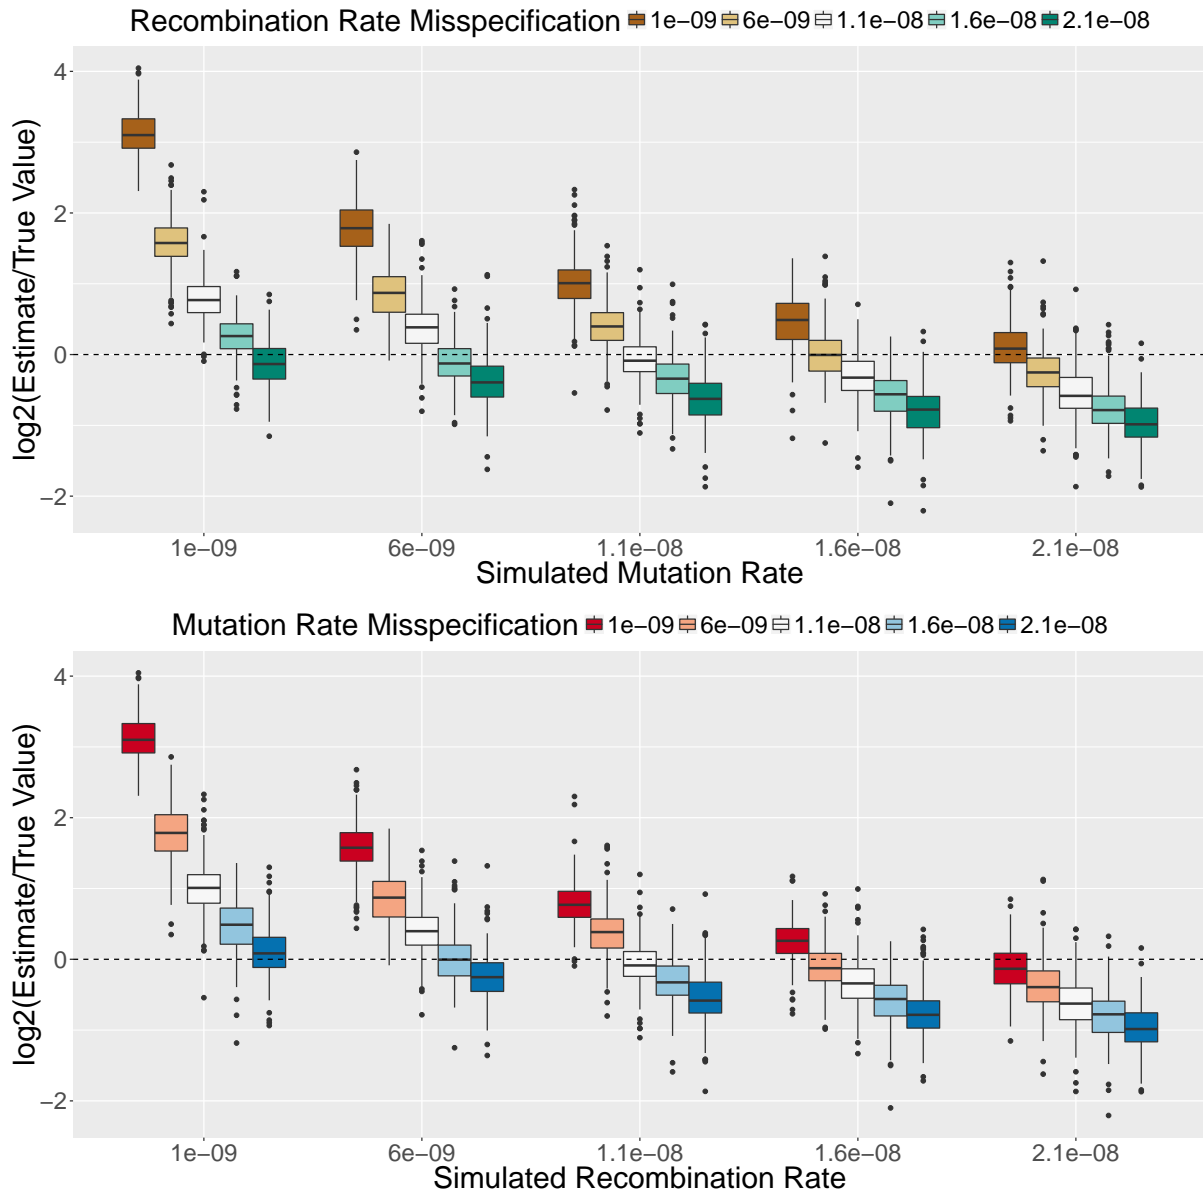 Recombination Rate Misspecification 1e−09 6e−09 1.1e−08 1.6e−08 2.1e−08
log2(Estimate/True Value)
4
2
0
−2
1e−09 6e−09 1.1e−08 1.6e−08 2.1e−08
Simulated Mutation Rate
Mutation Rate Misspecification 1e−09 6e−09 1.1e−08 1.6e−08 2.1e−08
log2(Estimate/True Value)
4
2
0
−2
1e−09 6e−09 1.1e−08 1.6e−08 2.1e−08
Simulated Recombination Rate